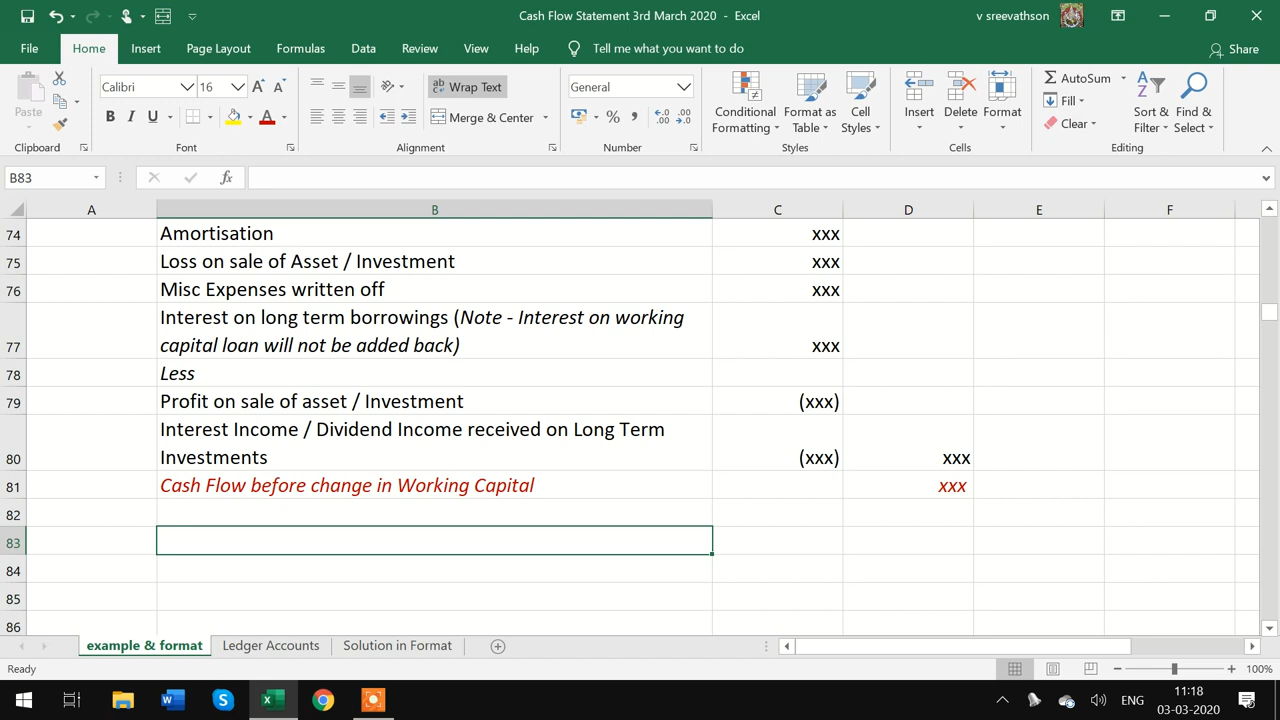 Cash Flow Statement 3rd March 2020 - Excel
v sreevathson
File Home Insert Page Layout Formulas Data Review View Help Tell me what you want to do Share
Paste
Clipboard
Calibri 16 A A
B I U A
Font
ab Wrap Text
Merge & Center
Alignment
General
% , .0 .00 .00 .0
Number
Conditional Formatting
Format as Table
Cell Styles
Styles
Insert
Delete
Format
Cells
AutoSum
Fill
Clear
Sort & Filter
Find & Select
Editing
B83 fx
A B C D E F
74 Amortisation xxx
75 Loss on sale of Asset / Investment xxx
76 Misc Expenses written off xxx
Interest on long term borrowings (Note - Interest on working
77 capital loan will not be added back) xxx
78 Less
79 Profit on sale of asset / Investment (xxx)
Interest Income / Dividend Income received on Long Term
80 Investments (xxx) xxx
81 Cash Flow before change in Working Capital xxx
82
83
84
85
86
example & format Ledger Accounts Solution in Format
Ready 100%
ENG
11:18
03-03-2020